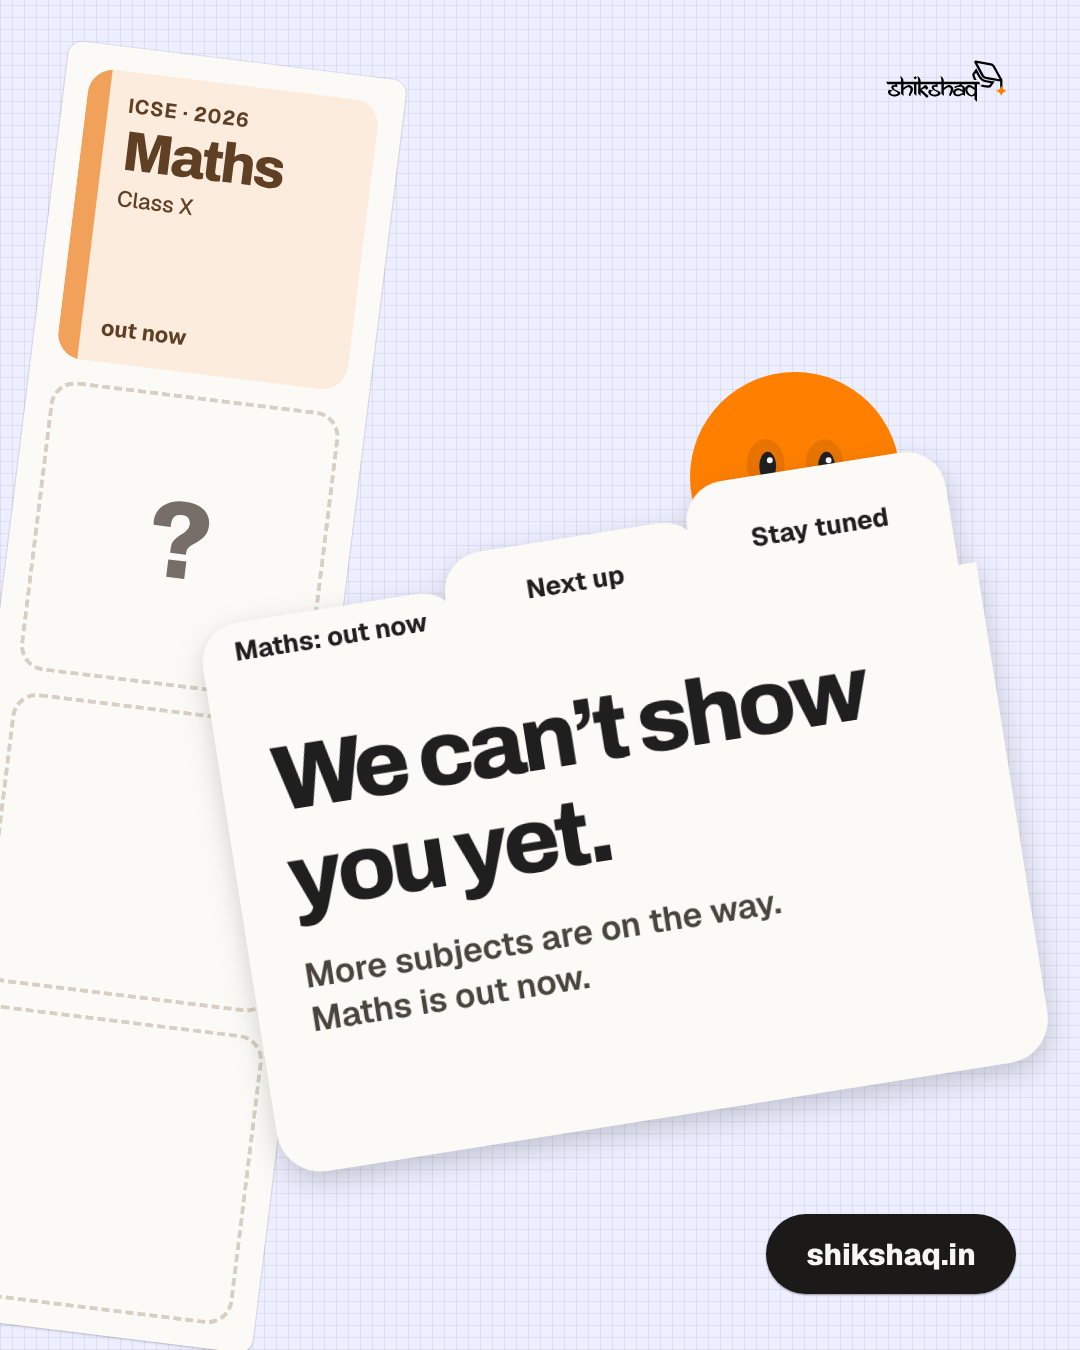 shikshaq
ICSE · 2026
Maths
Class X
out now
?
Stay tuned
Next up
Maths: out now
We can’t show
you yet.
More subjects are on the way.
Maths is out now.
shikshaq.in